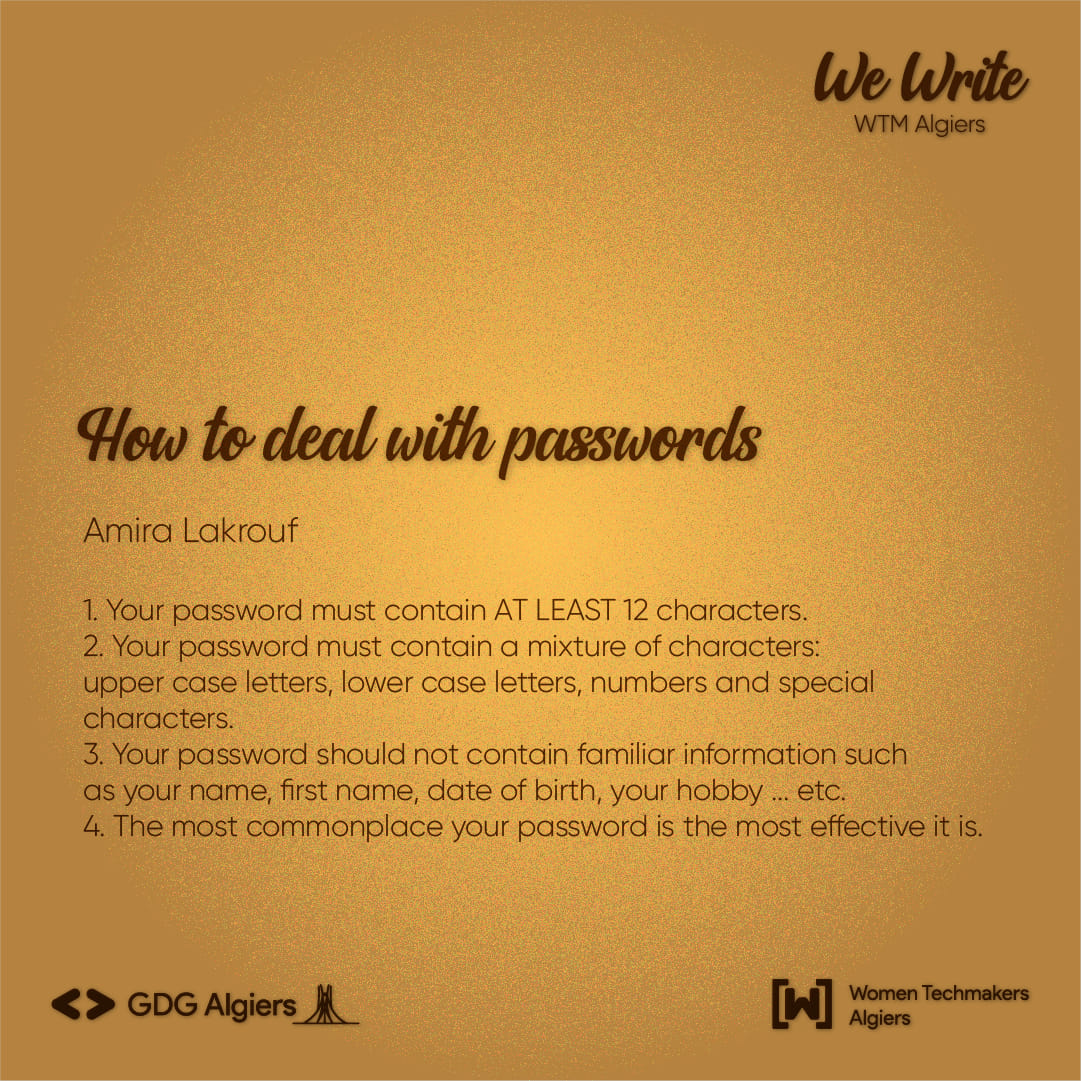 We Write
WTM Algiers
How to deal with passwords
Amira Lakrouf
1. Your password must contain AT LEAST 12 characters.
2. Your password must contain a mixture of characters:
upper case letters, lower case letters, numbers and special
characters.
3. Your password should not contain familiar information such
as your name, first name, date of birth, your hobby ... etc.
4. The most commonplace your password is the most effective it is.
GDG Algiers
[W] Women Techmakers
Algiers